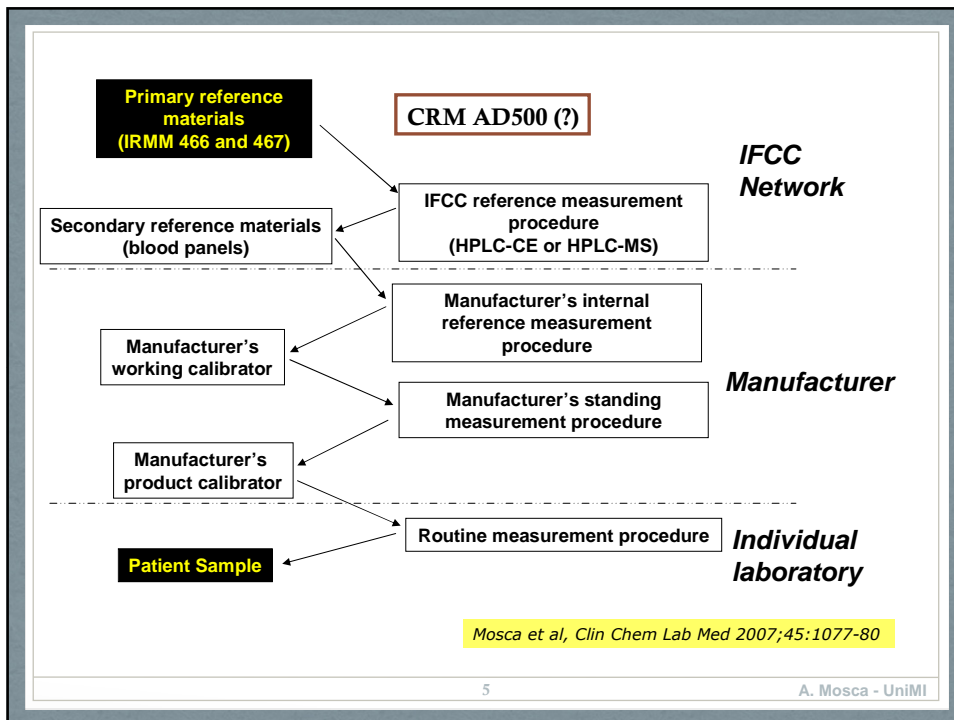 Primary reference
materials
(IRMM 466 and 467)
CRM AD500 (?)
IFCC
Network
IFCC reference measurement
procedure
(HPLC-CE or HPLC-MS)
Secondary reference materials
(blood panels)
Manufacturer’s internal
reference measurement
procedure
Manufacturer’s
working calibrator
Manufacturer
Manufacturer’s standing
measurement procedure
Manufacturer’s
product calibrator
Routine measurement procedure
Individual
laboratory
Patient Sample
Mosca et al, Clin Chem Lab Med 2007;45:1077-80
5
A. Mosca - UniMI